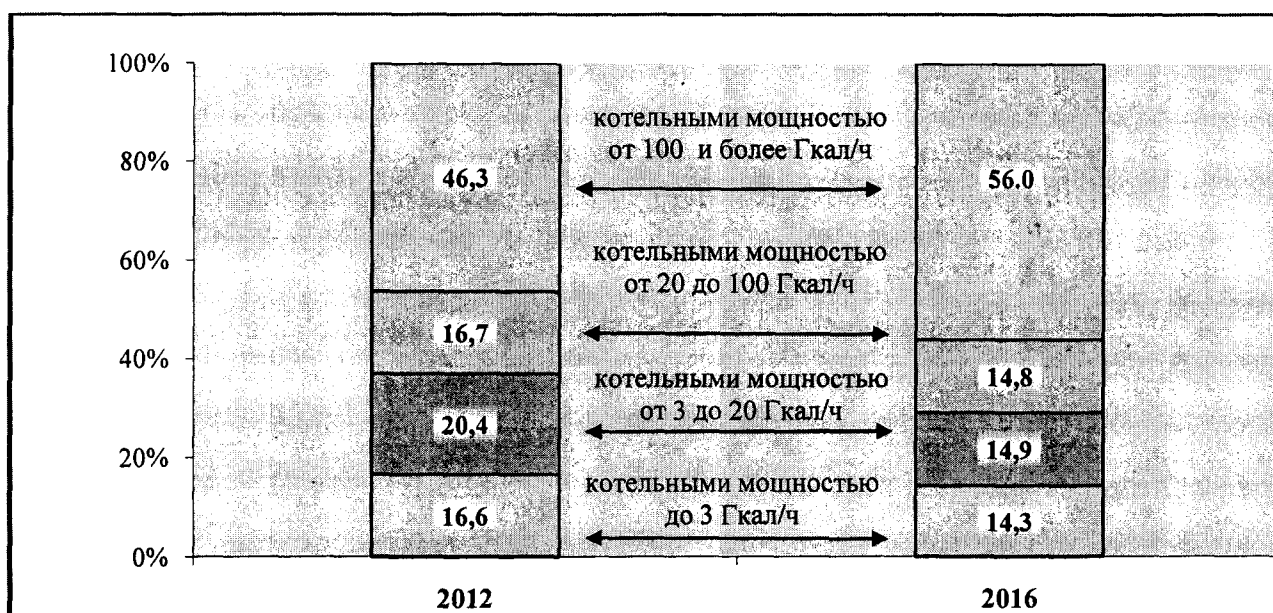 100%
80%
60%
40%
20%
0%
46,3
16,7
20,4
16,6
котельными мощностью
от 100 и более Гкал/ч
котельными мощностью
от 20 до 100 Гкал/ч
котельными мощностью
от 3 до 20 Гкал/ч
котельными мощностью
до 3 Гкал/ч
56.0
14,8
14,9
14,3
2012
2016